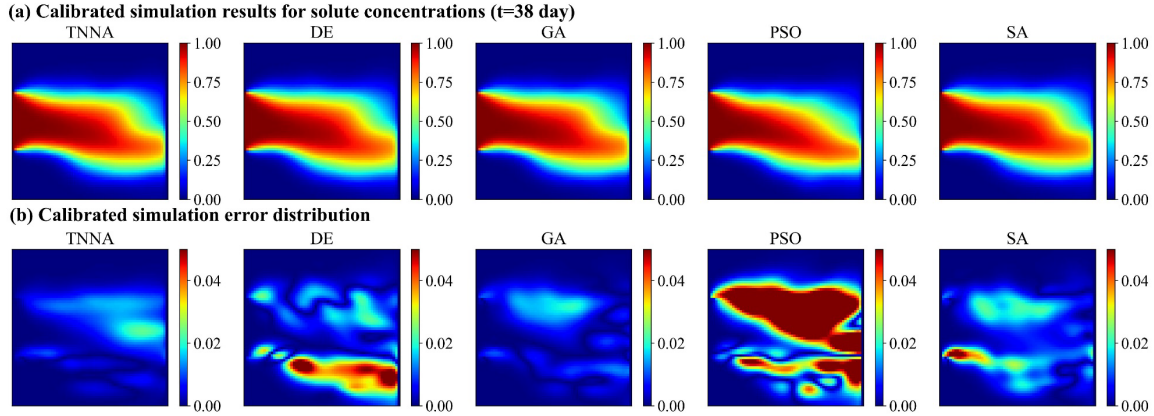 (a) Calibrated simulation results for solute concentrations (t=38 day)
TNNA DE GA PSO SA
1.00 1.00 1.00 1.00 1.00
0.75 0.75 0.75 0.75 0.75
0.50 0.50 0.50 0.50 0.50
0.25 0.25 0.25 0.25 0.25
0.00 0.00 0.00 0.00 0.00
(b) Calibrated simulation error distribution
TNNA DE GA PSO SA
0.04 0.04 0.04 0.04 0.04
0.02 0.02 0.02 0.02 0.02
0.00 0.00 0.00 0.00 0.00